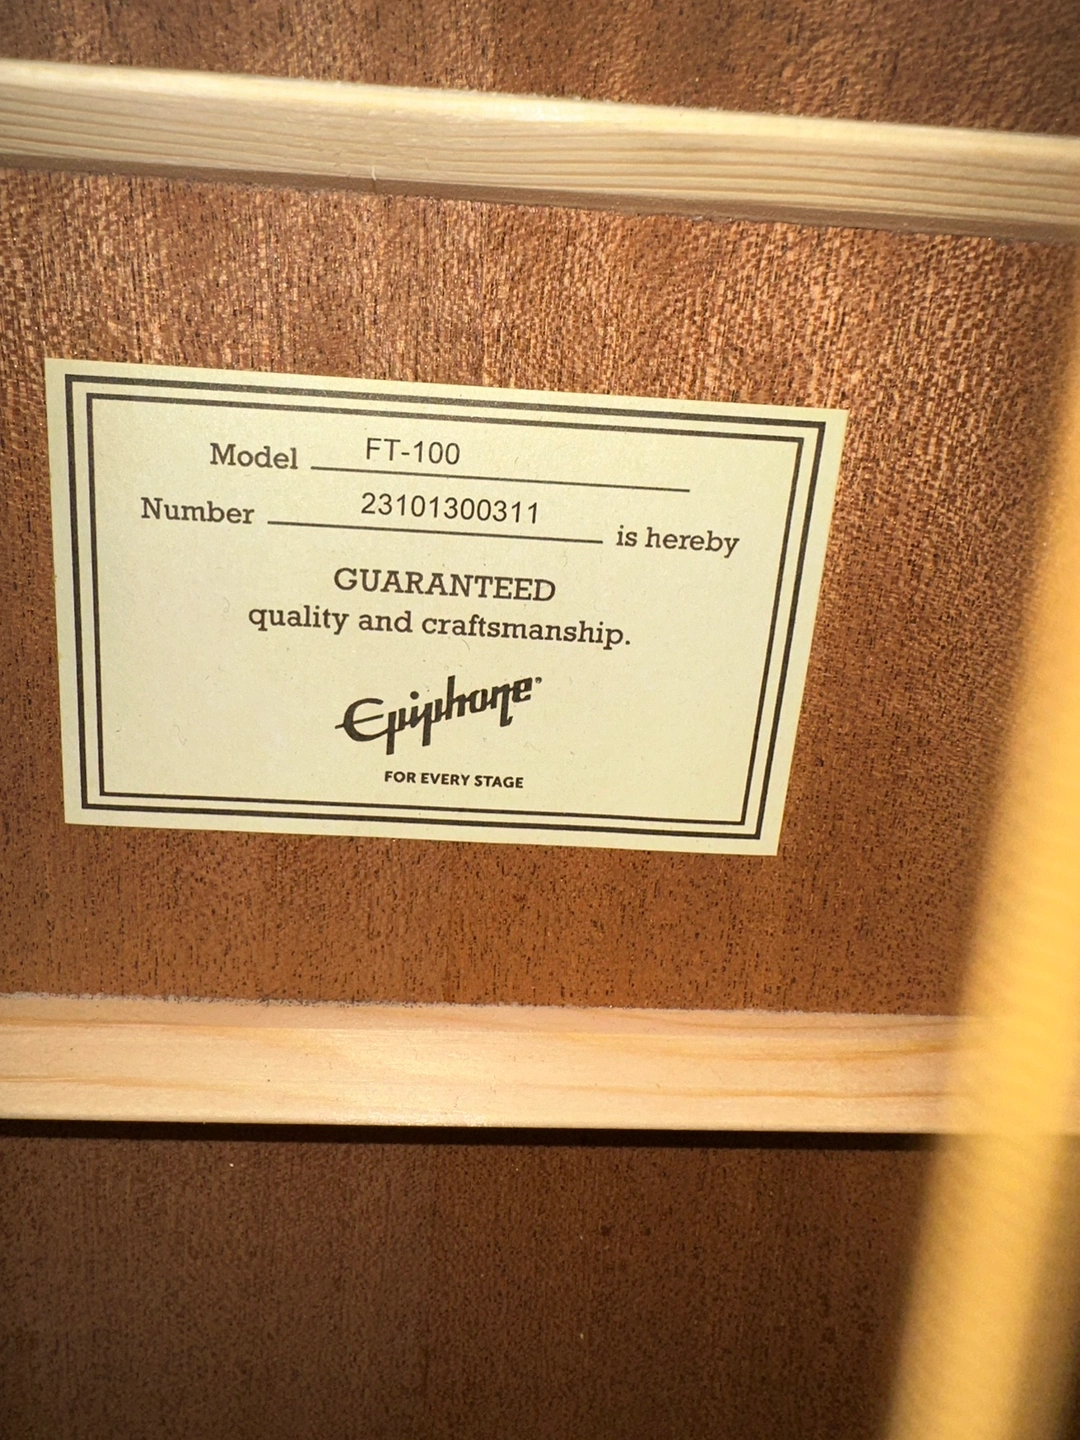 Model FT-100
Number 23101300311 is hereby
GUARANTEED
quality and craftsmanship.
Epiphone®
FOR EVERY STAGE